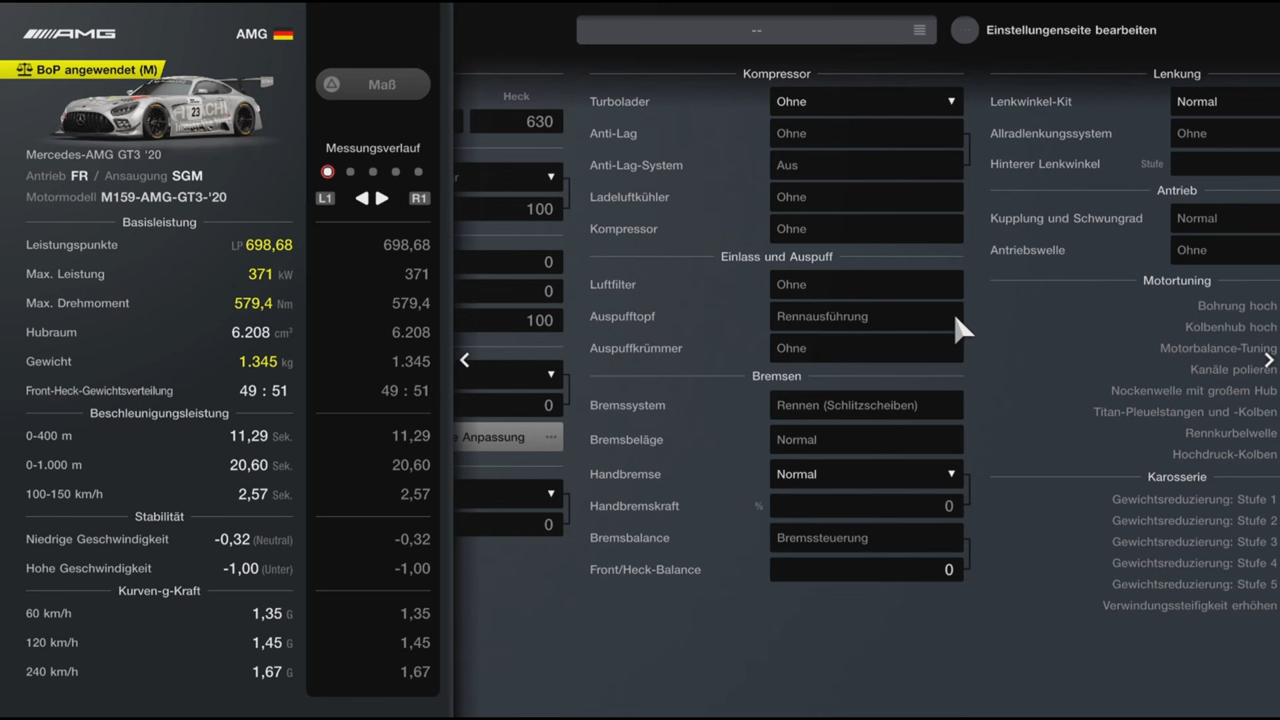 AMG
AMG
BoP angewendet (M)
23
Mercedes-AMG GT3 '20
Antrieb FR / Ansaugung SGM
Motormodell M159-AMG-GT3-'20
Basisleistung
Leistungspunkte LP 698,68
Max. Leistung 371 kW
Max. Drehmoment 579,4 Nm
Hubraum 6.208 cm³
Gewicht 1.345 kg
Front-Heck-Gewichtsverteilung 49 : 51
Beschleunigungsleistung
0-400 m 11,29 Sek.
0-1.000 m 20,60 Sek.
100-150 km/h 2,57 Sek.
Stabilität
Niedrige Geschwindigkeit -0,32 (Neutral)
Hohe Geschwindigkeit -1,00 (Unter)
Kurven-g-Kraft
60 km/h 1,35 G
120 km/h 1,45 G
240 km/h 1,67 G
Maß
Messungsverlauf
L1 R1
698,68
371
579,4
6.208
1.345
49 : 51
11,29
20,60
2,57
-0,32
-1,00
1,35
1,45
1,67
--
Einstellungenseite bearbeiten
Heck
630
r
100
0
0
100
0
e Anpassung
0
Kompressor
Turbolader Ohne
Anti-Lag Ohne
Anti-Lag-System Aus
Ladeluftkühler Ohne
Kompressor Ohne
Einlass und Auspuff
Luftfilter Ohne
Auspufftopf Rennausführung
Auspuffkrümmer Ohne
Bremsen
Bremssystem Rennen (Schlitzscheiben)
Bremsbeläge Normal
Handbremse Normal
Handbremskraft % 0
Bremsbalance Bremssteuerung
Front/Heck-Balance 0
Lenkung
Lenkwinkel-Kit Normal
Allradlenkungssystem Ohne
Hinterer Lenkwinkel Stufe
Antrieb
Kupplung und Schwungrad Normal
Antriebswelle Ohne
Motortuning
Bohrung hoch
Kolbenhub hoch
Motorbalance-Tuning
Kanäle polieren
Nockenwelle mit großem Hub
Titan-Pleuelstangen und -Kolben
Rennkurbelwelle
Hochdruck-Kolben
Karosserie
Gewichtsreduzierung: Stufe 1
Gewichtsreduzierung: Stufe 2
Gewichtsreduzierung: Stufe 3
Gewichtsreduzierung: Stufe 4
Gewichtsreduzierung: Stufe 5
Verwindungssteifigkeit erhöhen